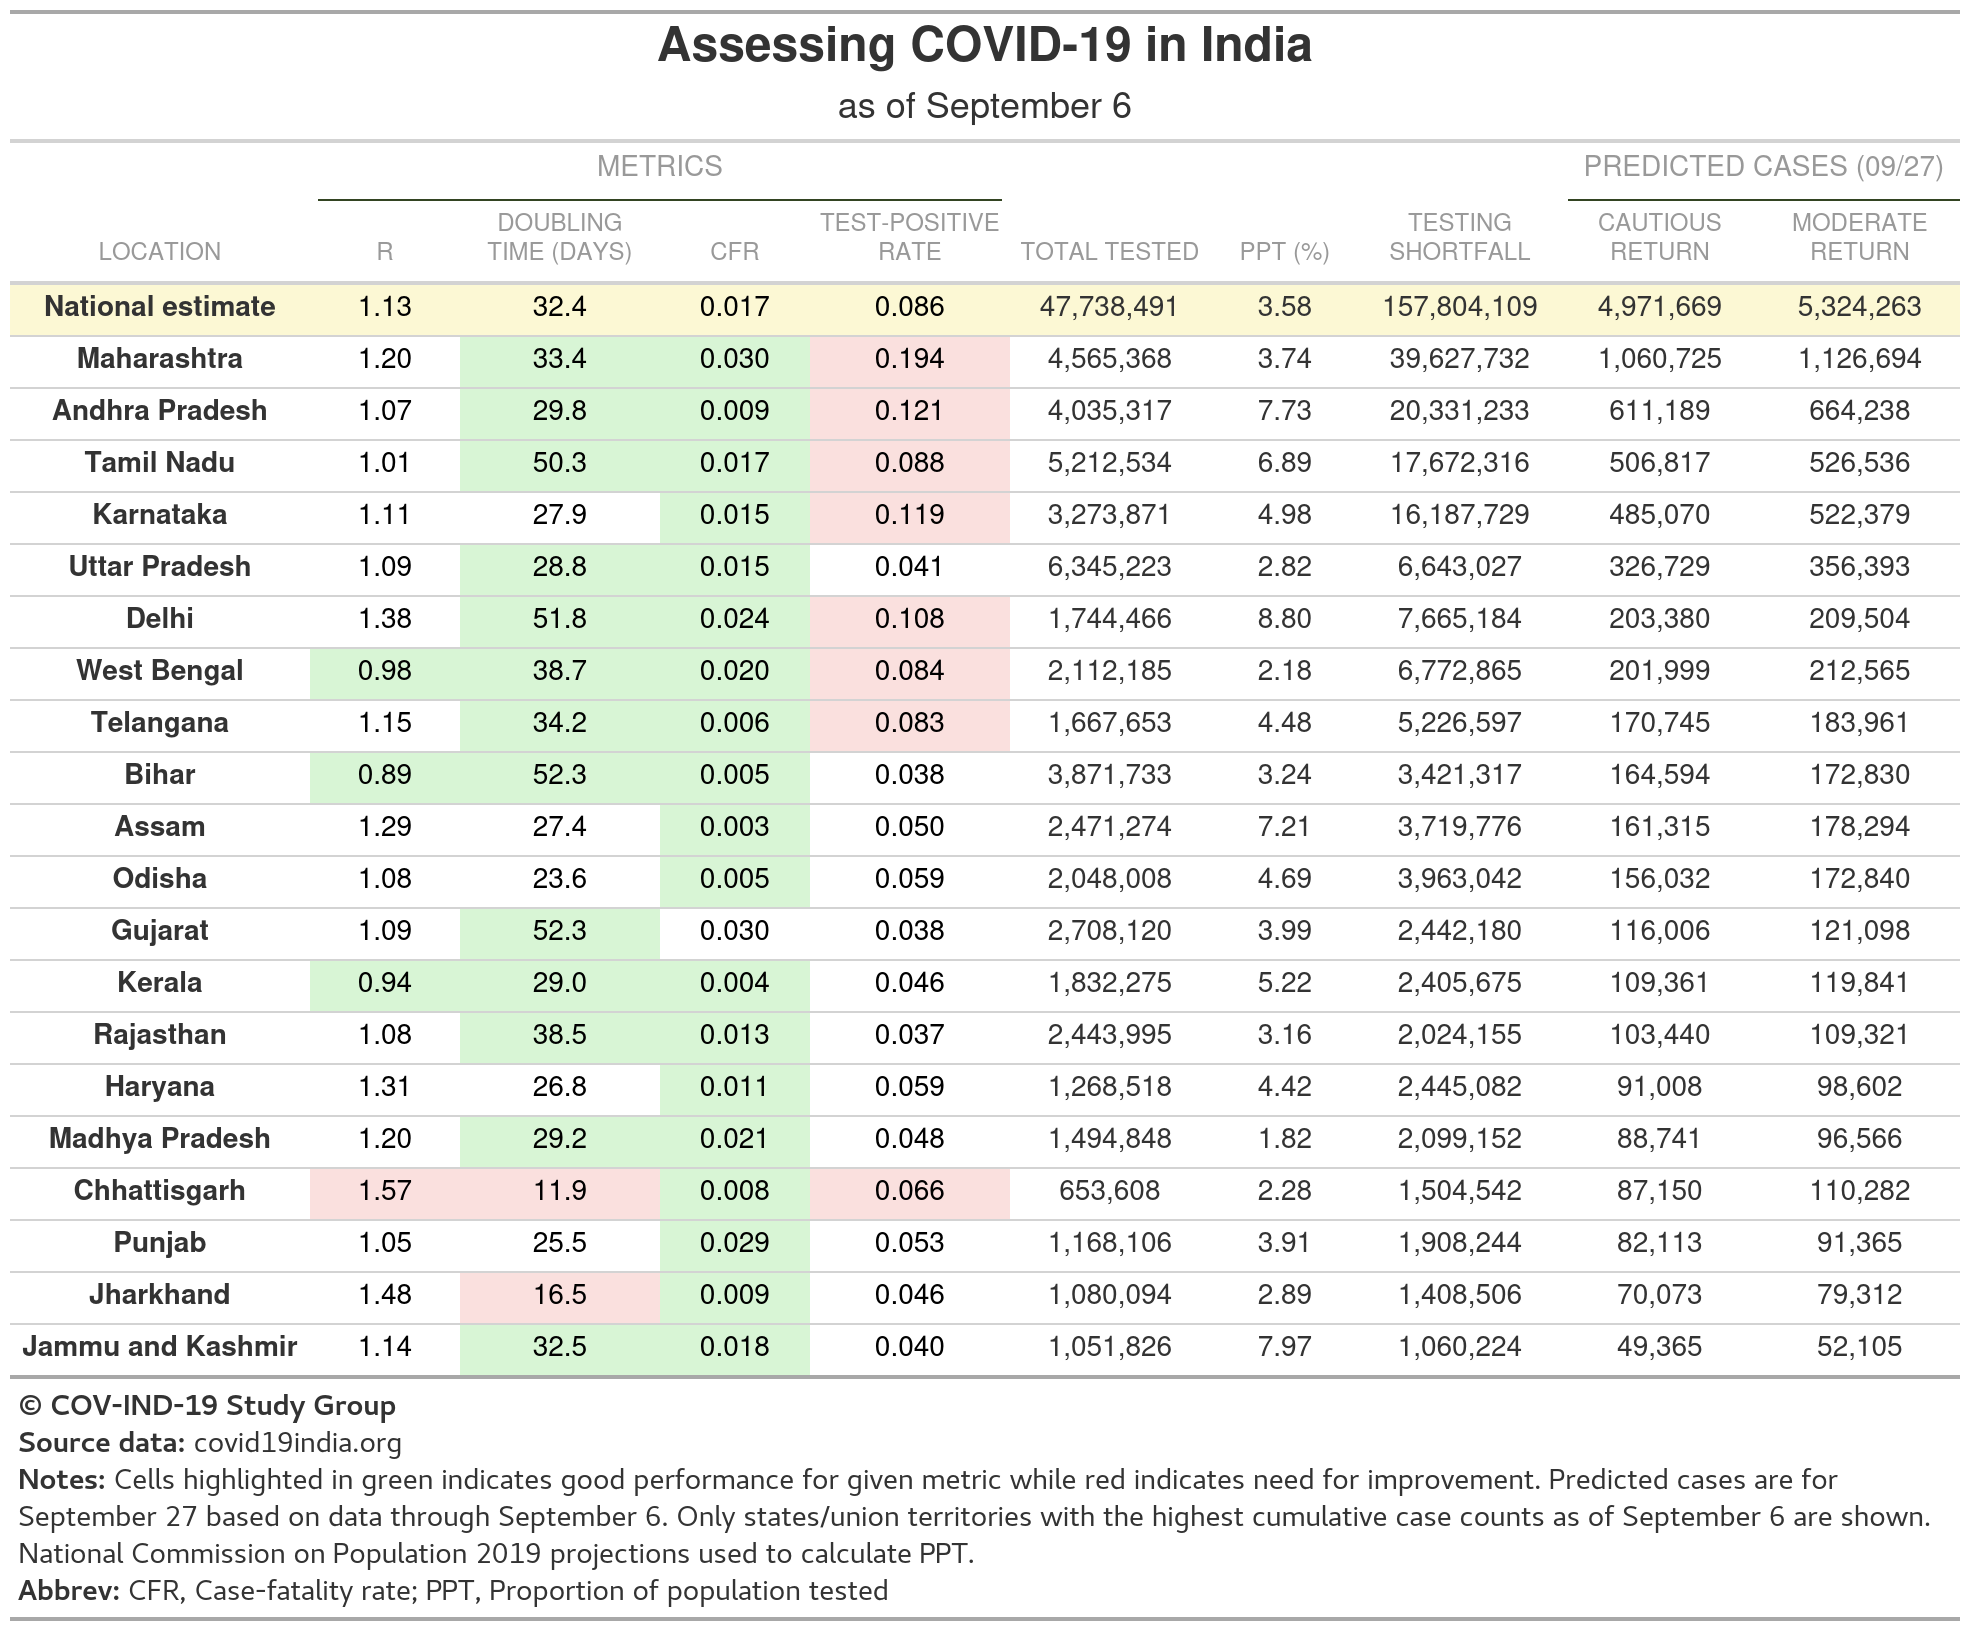 Assessing COVID-19 in India
as of September 6
METRICS PREDICTED CASES (09/27)
LOCATION R DOUBLING TIME (DAYS) CFR TEST-POSITIVE RATE TOTAL TESTED PPT (%) TESTING SHORTFALL CAUTIOUS RETURN MODERATE RETURN
National estimate 1.13 32.4 0.017 0.086 47,738,491 3.58 157,804,109 4,971,669 5,324,263
Maharashtra 1.20 33.4 0.030 0.194 4,565,368 3.74 39,627,732 1,060,725 1,126,694
Andhra Pradesh 1.07 29.8 0.009 0.121 4,035,317 7.73 20,331,233 611,189 664,238
Tamil Nadu 1.01 50.3 0.017 0.088 5,212,534 6.89 17,672,316 506,817 526,536
Karnataka 1.11 27.9 0.015 0.119 3,273,871 4.98 16,187,729 485,070 522,379
Uttar Pradesh 1.09 28.8 0.015 0.041 6,345,223 2.82 6,643,027 326,729 356,393
Delhi 1.38 51.8 0.024 0.108 1,744,466 8.80 7,665,184 203,380 209,504
West Bengal 0.98 38.7 0.020 0.084 2,112,185 2.18 6,772,865 201,999 212,565
Telangana 1.15 34.2 0.006 0.083 1,667,653 4.48 5,226,597 170,745 183,961
Bihar 0.89 52.3 0.005 0.038 3,871,733 3.24 3,421,317 164,594 172,830
Assam 1.29 27.4 0.003 0.050 2,471,274 7.21 3,719,776 161,315 178,294
Odisha 1.08 23.6 0.005 0.059 2,048,008 4.69 3,963,042 156,032 172,840
Gujarat 1.09 52.3 0.030 0.038 2,708,120 3.99 2,442,180 116,006 121,098
Kerala 0.94 29.0 0.004 0.046 1,832,275 5.22 2,405,675 109,361 119,841
Rajasthan 1.08 38.5 0.013 0.037 2,443,995 3.16 2,024,155 103,440 109,321
Haryana 1.31 26.8 0.011 0.059 1,268,518 4.42 2,445,082 91,008 98,602
Madhya Pradesh 1.20 29.2 0.021 0.048 1,494,848 1.82 2,099,152 88,741 96,566
Chhattisgarh 1.57 11.9 0.008 0.066 653,608 2.28 1,504,542 87,150 110,282
Punjab 1.05 25.5 0.029 0.053 1,168,106 3.91 1,908,244 82,113 91,365
Jharkhand 1.48 16.5 0.009 0.046 1,080,094 2.89 1,408,506 70,073 79,312
Jammu and Kashmir 1.14 32.5 0.018 0.040 1,051,826 7.97 1,060,224 49,365 52,105
© COV-IND-19 Study Group
Source data: covid19india.org
Notes: Cells highlighted in green indicates good performance for given metric while red indicates need for improvement. Predicted cases are for
September 27 based on data through September 6. Only states/union territories with the highest cumulative case counts as of September 6 are shown.
National Commission on Population 2019 projections used to calculate PPT.
Abbrev: CFR, Case-fatality rate; PPT, Proportion of population tested